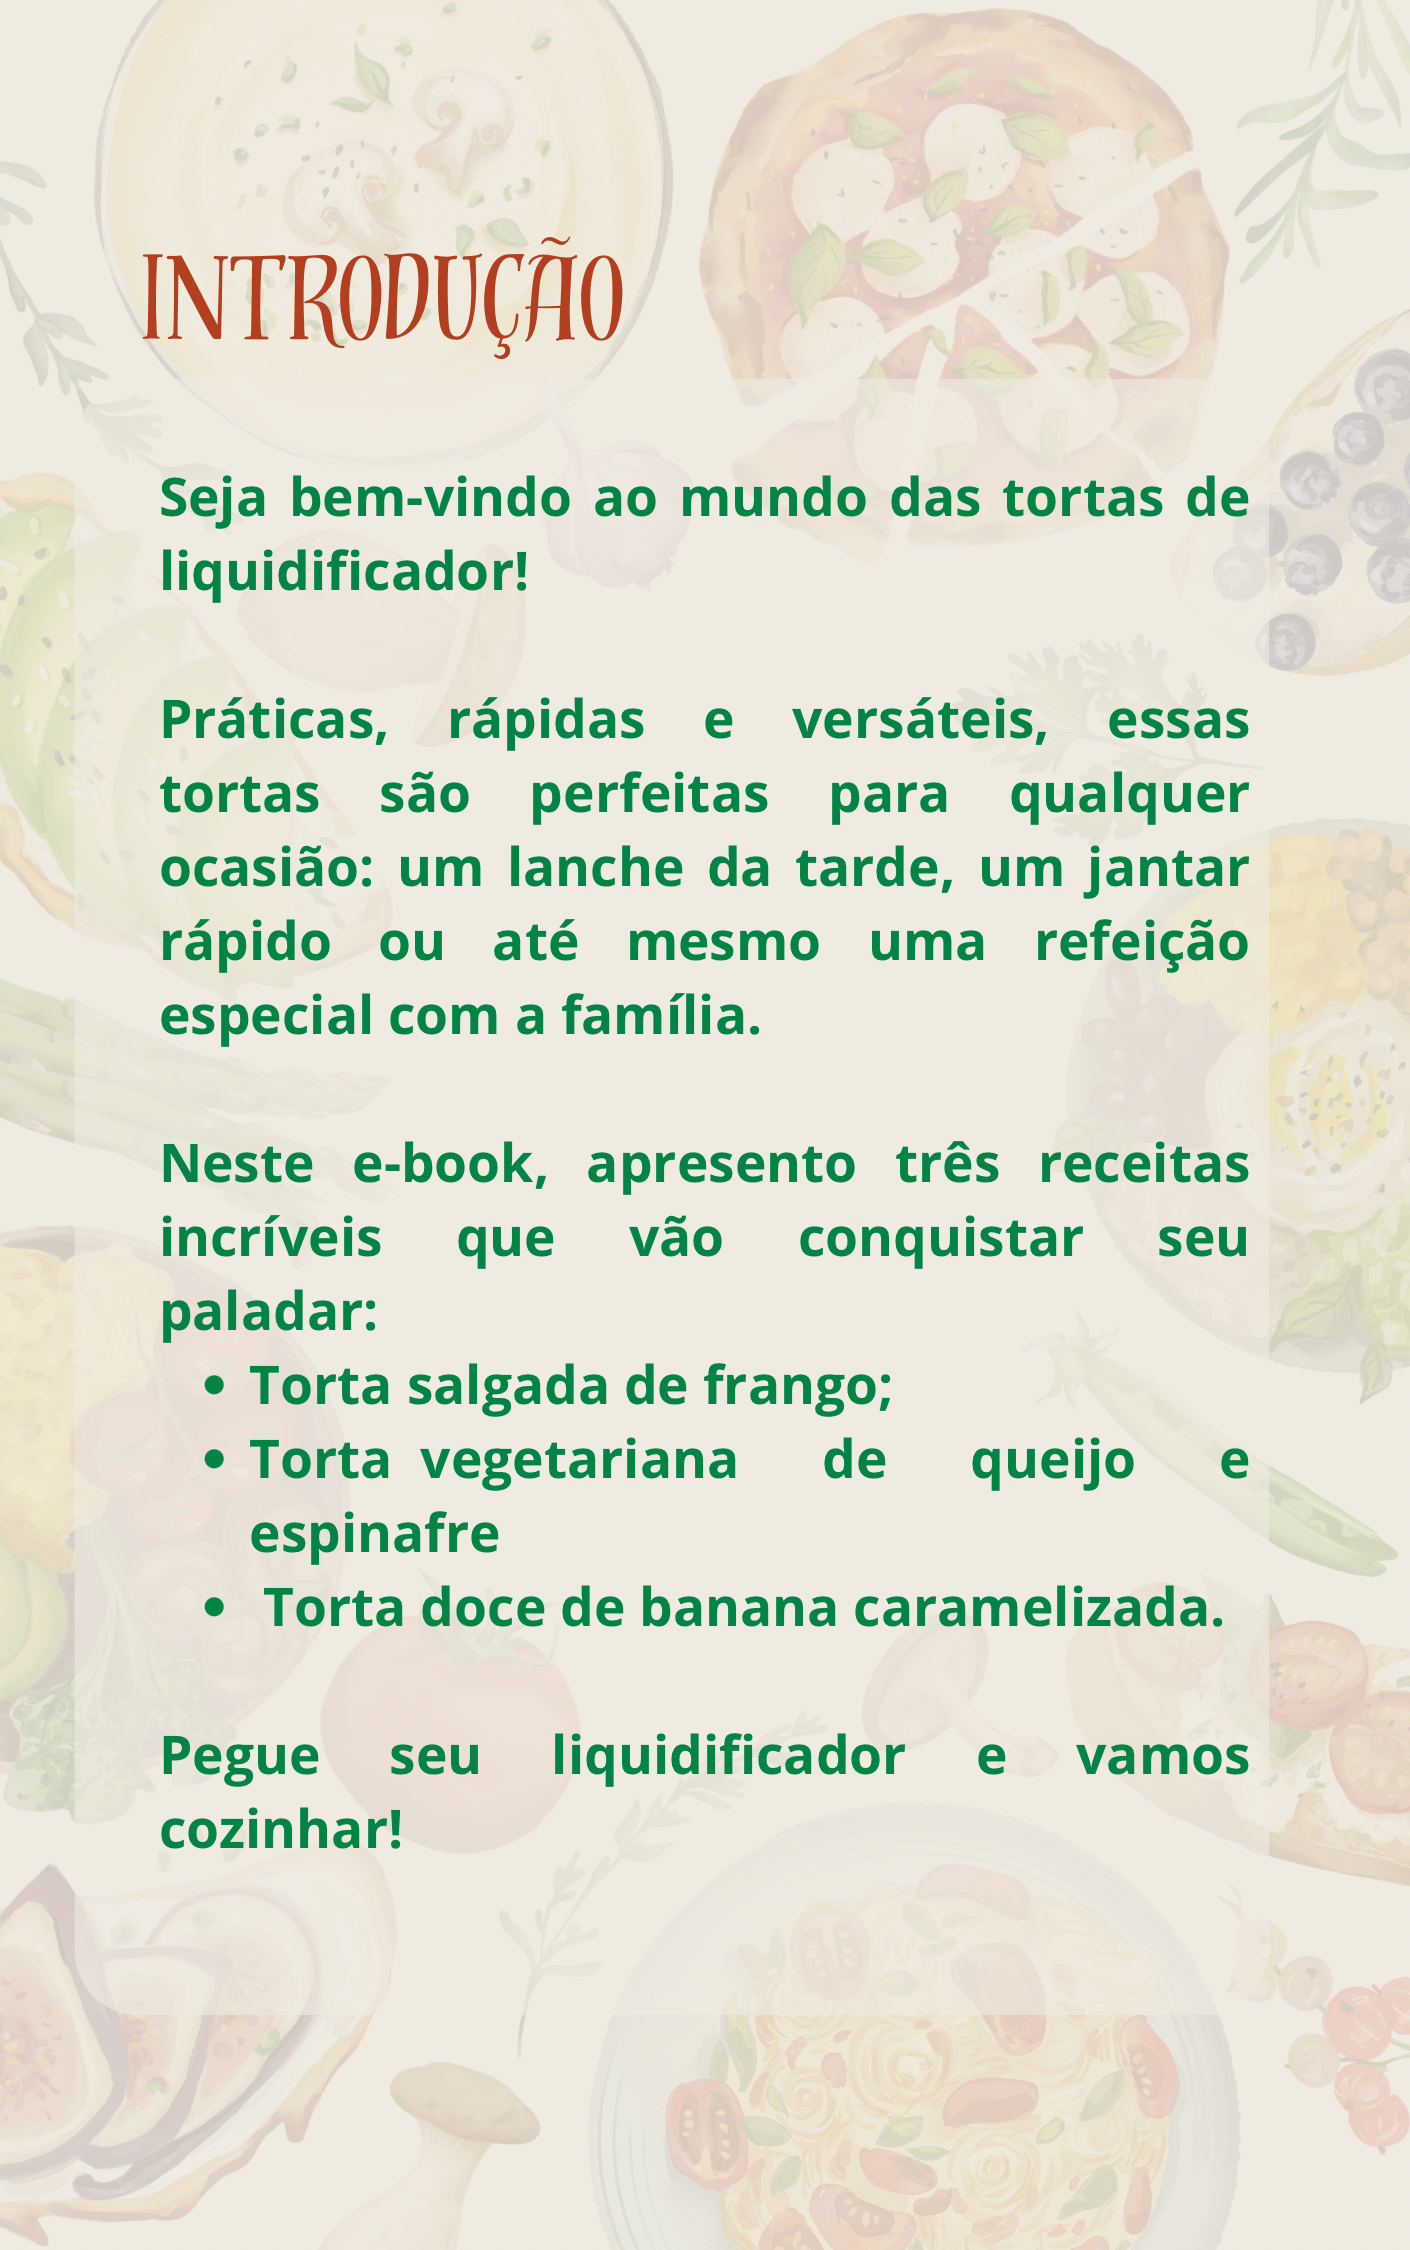 INTRODUÇÃO
Seja bem-vindo ao mundo das tortas de
liquidificador!
Práticas, rápidas e versáteis, essas
tortas são perfeitas para qualquer
ocasião: um lanche da tarde, um jantar
rápido ou até mesmo uma refeição
especial com a família.
Neste e-book, apresento três receitas
incríveis que vão conquistar seu
paladar:
• Torta salgada de frango;
• Torta vegetariana de queijo e
espinafre
• Torta doce de banana caramelizada.
Pegue seu liquidificador e vamos
cozinhar!